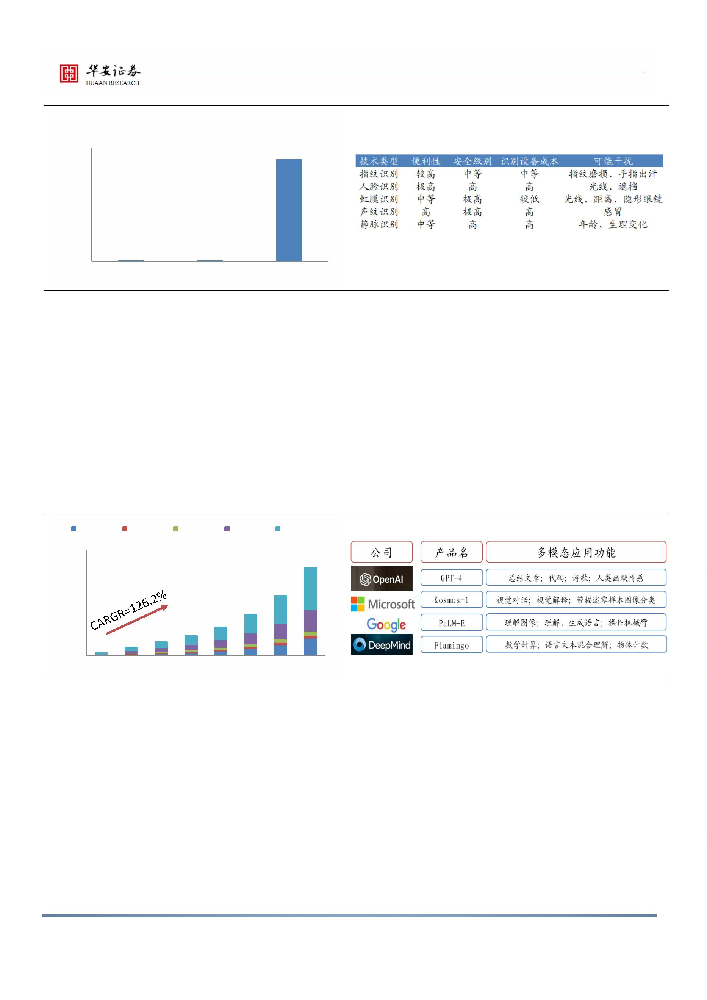 华安证券
HUAAN RESEARCH
技术类型 便利性 安全级别 识别设备成本 可能干扰
指纹识别 较高 中等 中等 指纹磨损、手指出汗
人脸识别 极高 高 高 光线、遮挡
虹膜识别 中等 极高 较低 光线、距离、隐形眼镜
声纹识别 高 极高 高 感冒
静脉识别 中等 高 高 年龄、生理变化
CARGR=126.2%
公司 产品名 多模态应用功能
OpenAI GPT-4 总结文章；代码；诗歌；人类幽默情感
Microsoft Kosmos-1 视觉对话；视觉解释；带描述零样本图像分类
Google PaLM-E 理解图像；理解、生成语言；操作机械臂
DeepMind Flamingo 数学计算；语言文本混合理解；物体计数